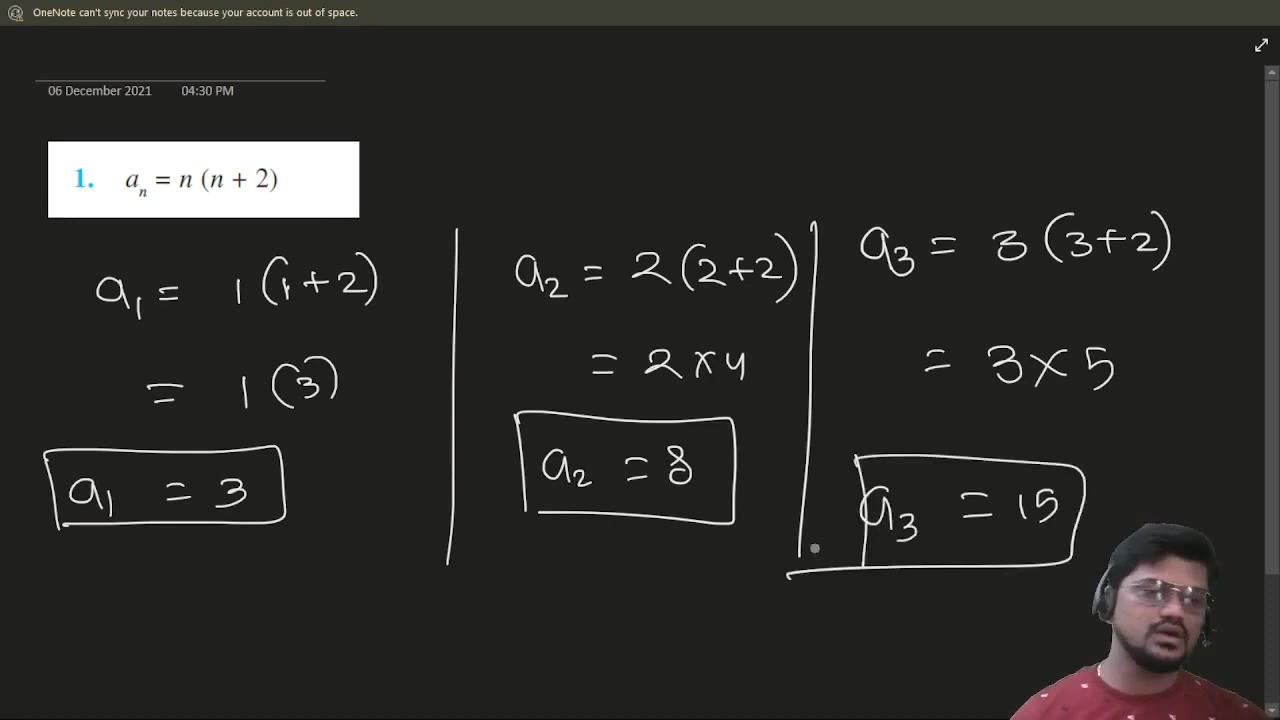 OneNote can't sync your notes because your account is out of space.
06 December 2021 04:30 PM
1. aₙ = n (n + 2)
a₁ = 1(1+2)
= 1(3)
a₁ = 3
a₂ = 2(2+2)
= 2×4
a₂ = 8
a₃ = 3(3+2)
= 3×5
a₃ = 15